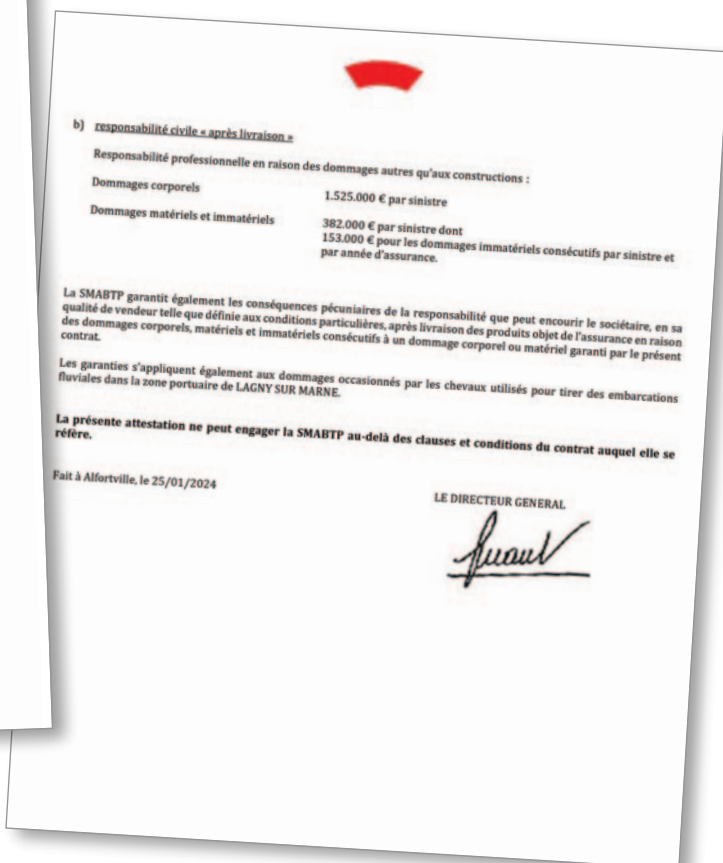 b) responsabilité civile « après livraison »
Responsabilité professionnelle en raison des dommages autres qu'aux constructions :
Dommages corporels 1.525.000 € par sinistre
Dommages matériels et immatériels 382.000 € par sinistre dont
153.000 € pour les dommages immatériels consécutifs par sinistre et
par année d'assurance.
La SMABTP garantit également les conséquences pécuniaires de la responsabilité que peut encourir le sociétaire, en sa
qualité de vendeur telle que définie aux conditions particulières, après livraison des produits objet de l'assurance en raison
des dommages corporels, matériels et immatériels consécutifs à un dommage corporel ou matériel garanti par le présent
contrat.
Les garanties s'appliquent également aux dommages occasionnés par les chevaux utilisés pour tirer des embarcations
fluviales dans la zone portuaire de LAGNY SUR MARNE.
La présente attestation ne peut engager la SMABTP au-delà des clauses et conditions du contrat auquel elle se
réfère.
Fait à Alfortville, le 25/01/2024
LE DIRECTEUR GENERAL